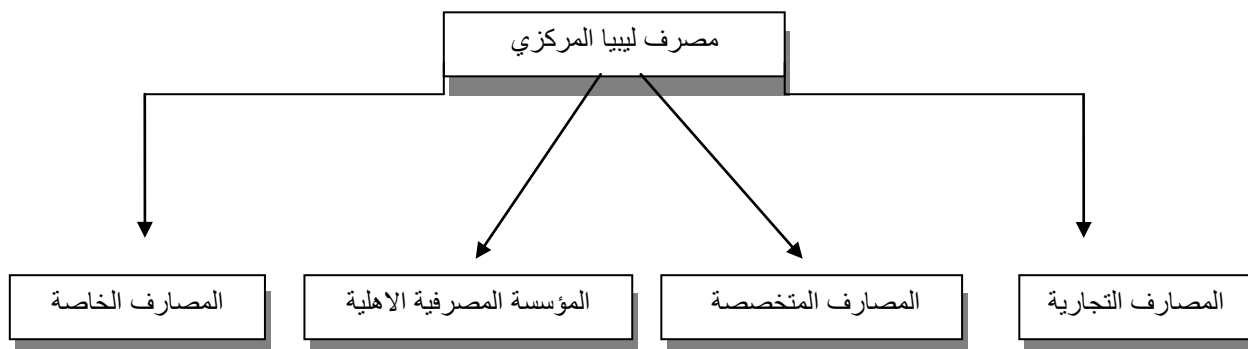 مصرف ليبيا المركزي
المصارف التجارية
المصارف المتخصصة
المؤسسة المصرفية الاهلية
المصارف الخاصة